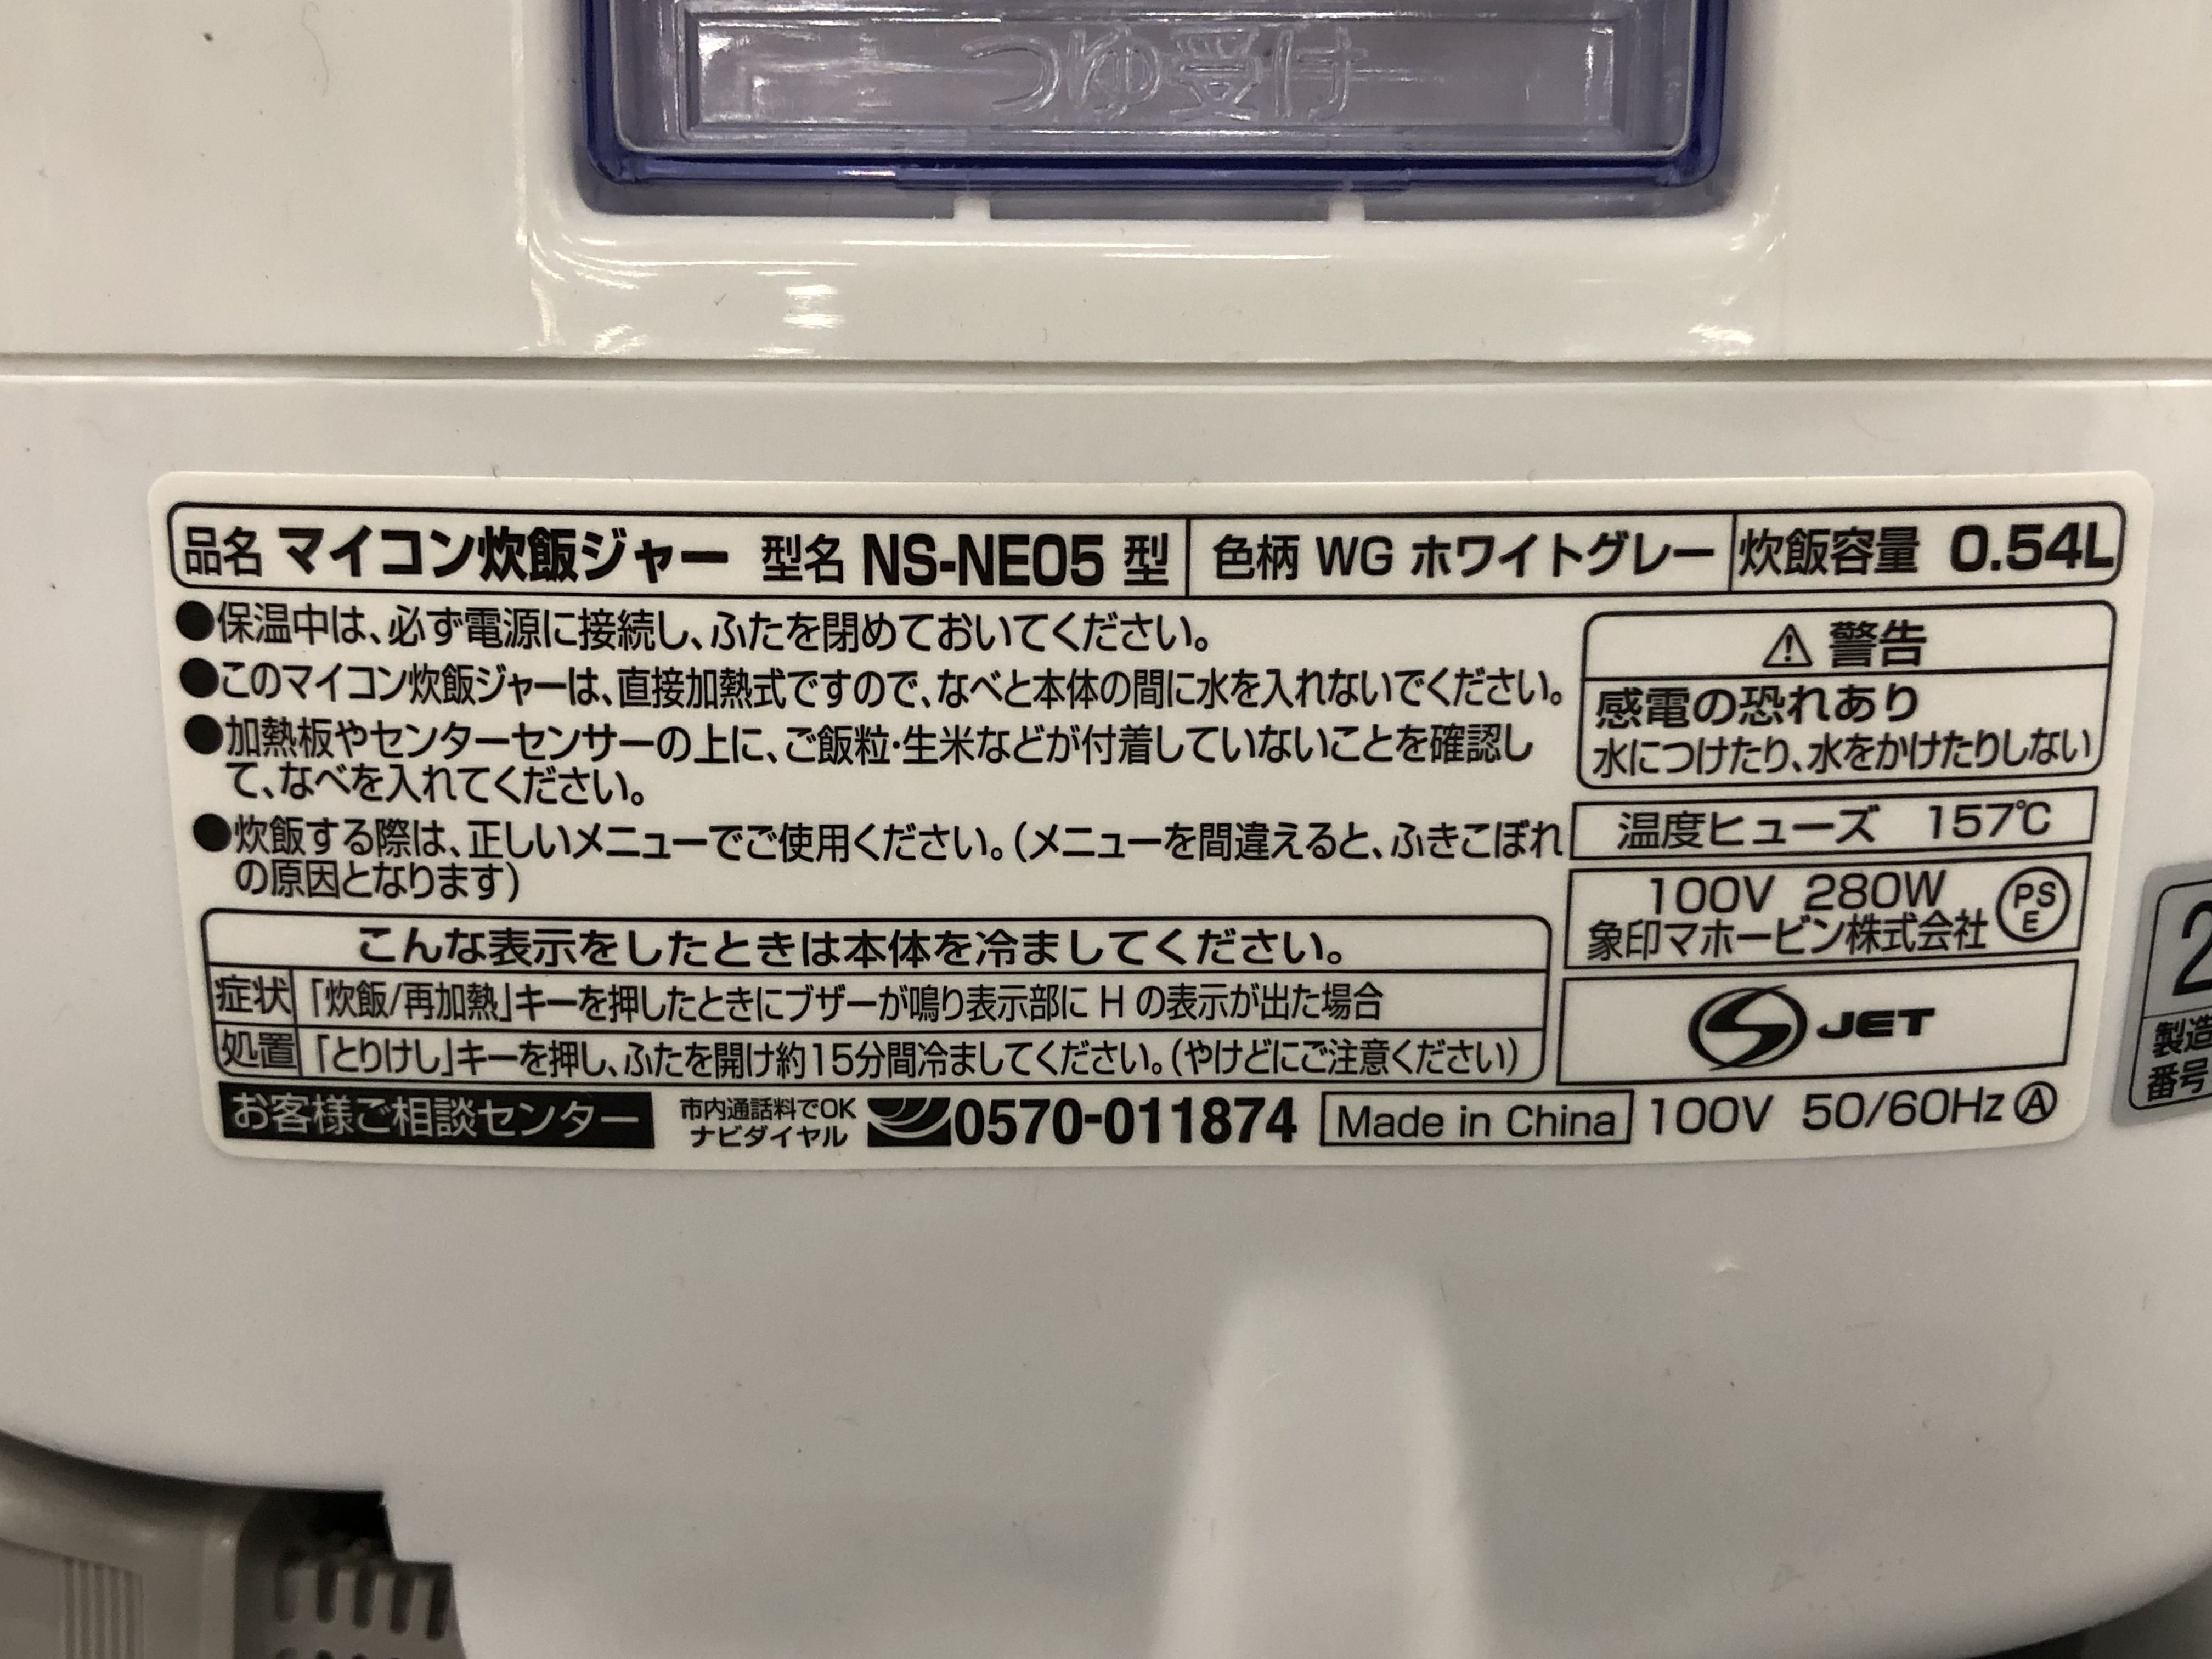 つゆ受け
品名 マイコン炊飯ジャー 型名 NS-NE05 型 色柄 WG ホワイトグレー 炊飯容量 0.54L
●保温中は、必ず電源に接続し、ふたを閉めておいてください。
●このマイコン炊飯ジャーは、直接加熱式ですので、なべと本体の間に水を入れないでください。
●加熱板やセンターセンサーの上に、ご飯粒・生米などが付着していないことを確認し
て、なべを入れてください。
●炊飯する際は、正しいメニューでご使用ください。(メニューを間違えると、ふきこぼれ
の原因となります)
⚠ 警告
感電の恐れあり
水につけたり、水をかけたりしない
温度ヒューズ 157℃
100V 280W
象印マホービン株式会社
PS
E
JET
こんな表示をしたときは本体を冷ましてください。
症状 「炊飯/再加熱」キーを押したときにブザーが鳴り表示部に H の表示が出た場合
処置 「とりけし」キーを押し、ふたを開け約15分間冷ましてください。(やけどにご注意ください)
お客様ご相談センター
市内通話料でOK
ナビダイヤル
0570-011874
Made in China
100V 50/60Hz Ⓐ
2
製造
番号